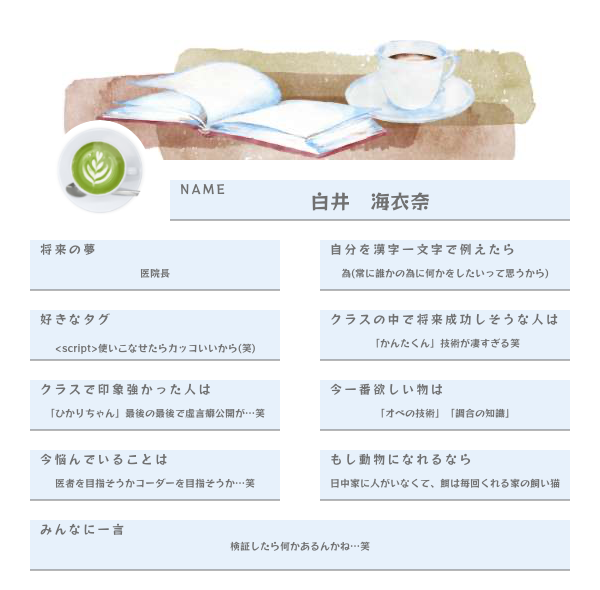 NAME
白井　海衣奈
将来の夢
医院長
自分を漢字一文字で例えたら
為(常に誰かの為に何かをしたいって思うから)
好きなタグ
<script>使いこなせたらカッコいいから(笑)
クラスの中で将来成功しそうな人は
「かんたくん」技術が凄すぎる笑
クラスで印象強かった人は
「ひかりちゃん」最後の最後で虚言癖公開が…笑
今一番欲しい物は
「オペの技術」「調合の知識」
今悩んでいることは
医者を目指そうかコーダーを目指そうか…笑
もし動物になれるなら
日中家に人がいなくて、餌は毎回くれる家の飼い猫
みんなに一言
検証したら何かあるんかね…笑